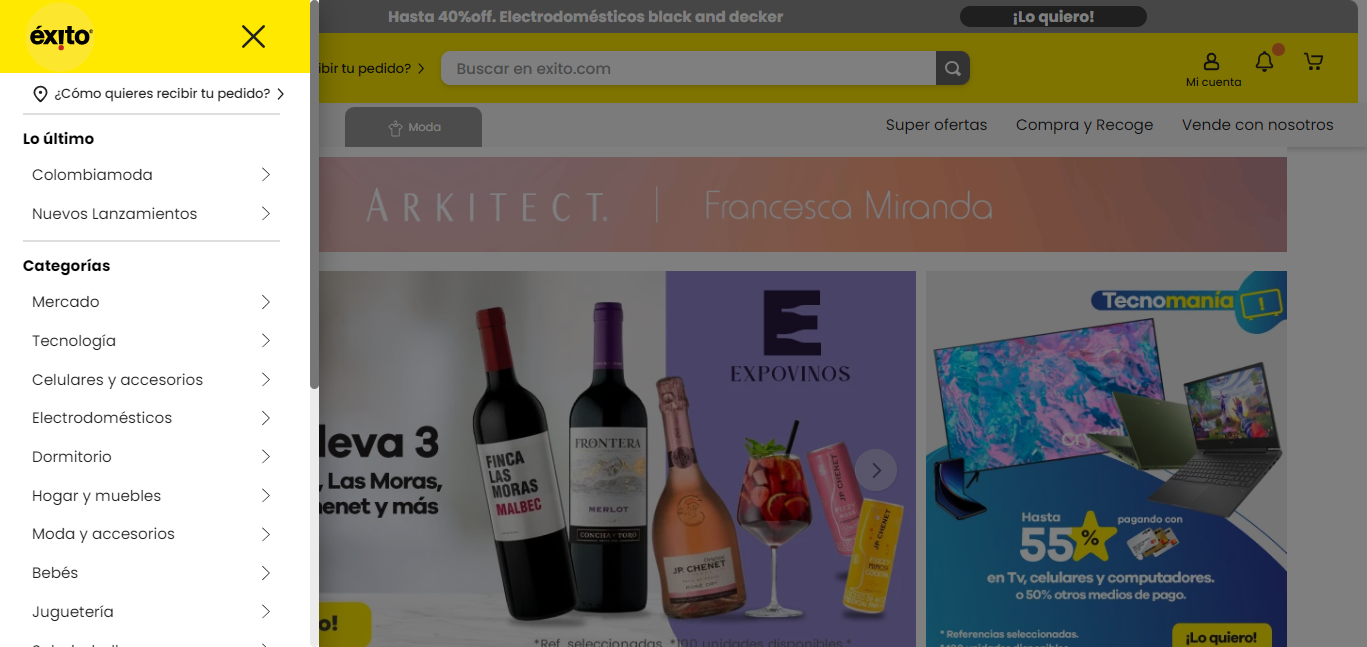 Hasta 40%off. Electrodomésticos black and decker
¡Lo quiero!
éxito
ibir tu pedido?
Buscar en exito.com
Mi cuenta
¿Cómo quieres recibir tu pedido?
Moda
Super ofertas
Compra y Recoge
Vende con nosotros
Lo último
Colombiamoda
Nuevos Lanzamientos
Categorías
Mercado
Tecnología
Celulares y accesorios
Electrodomésticos
Dormitorio
Hogar y muebles
Moda y accesorios
Bebés
Juguetería
ARKITECT. | Francesca Miranda
lleva 3
, Las Moras,
henet y más
FINCA
LAS
MORAS
MALBEC
FRONTERA
MERLOT
CONCHA Y TORO
JP. CHENET
EXPOVINOS
JP. CHENET
JP. CHENET
*Ref. seleccionadas. *100 unidades disponibles.*
Tecnomanía
Hasta
55%
pagando con
en Tv, celulares y computadores.
o 50% otros medios de pago.
* Referencias seleccionadas.
¡Lo quiero!